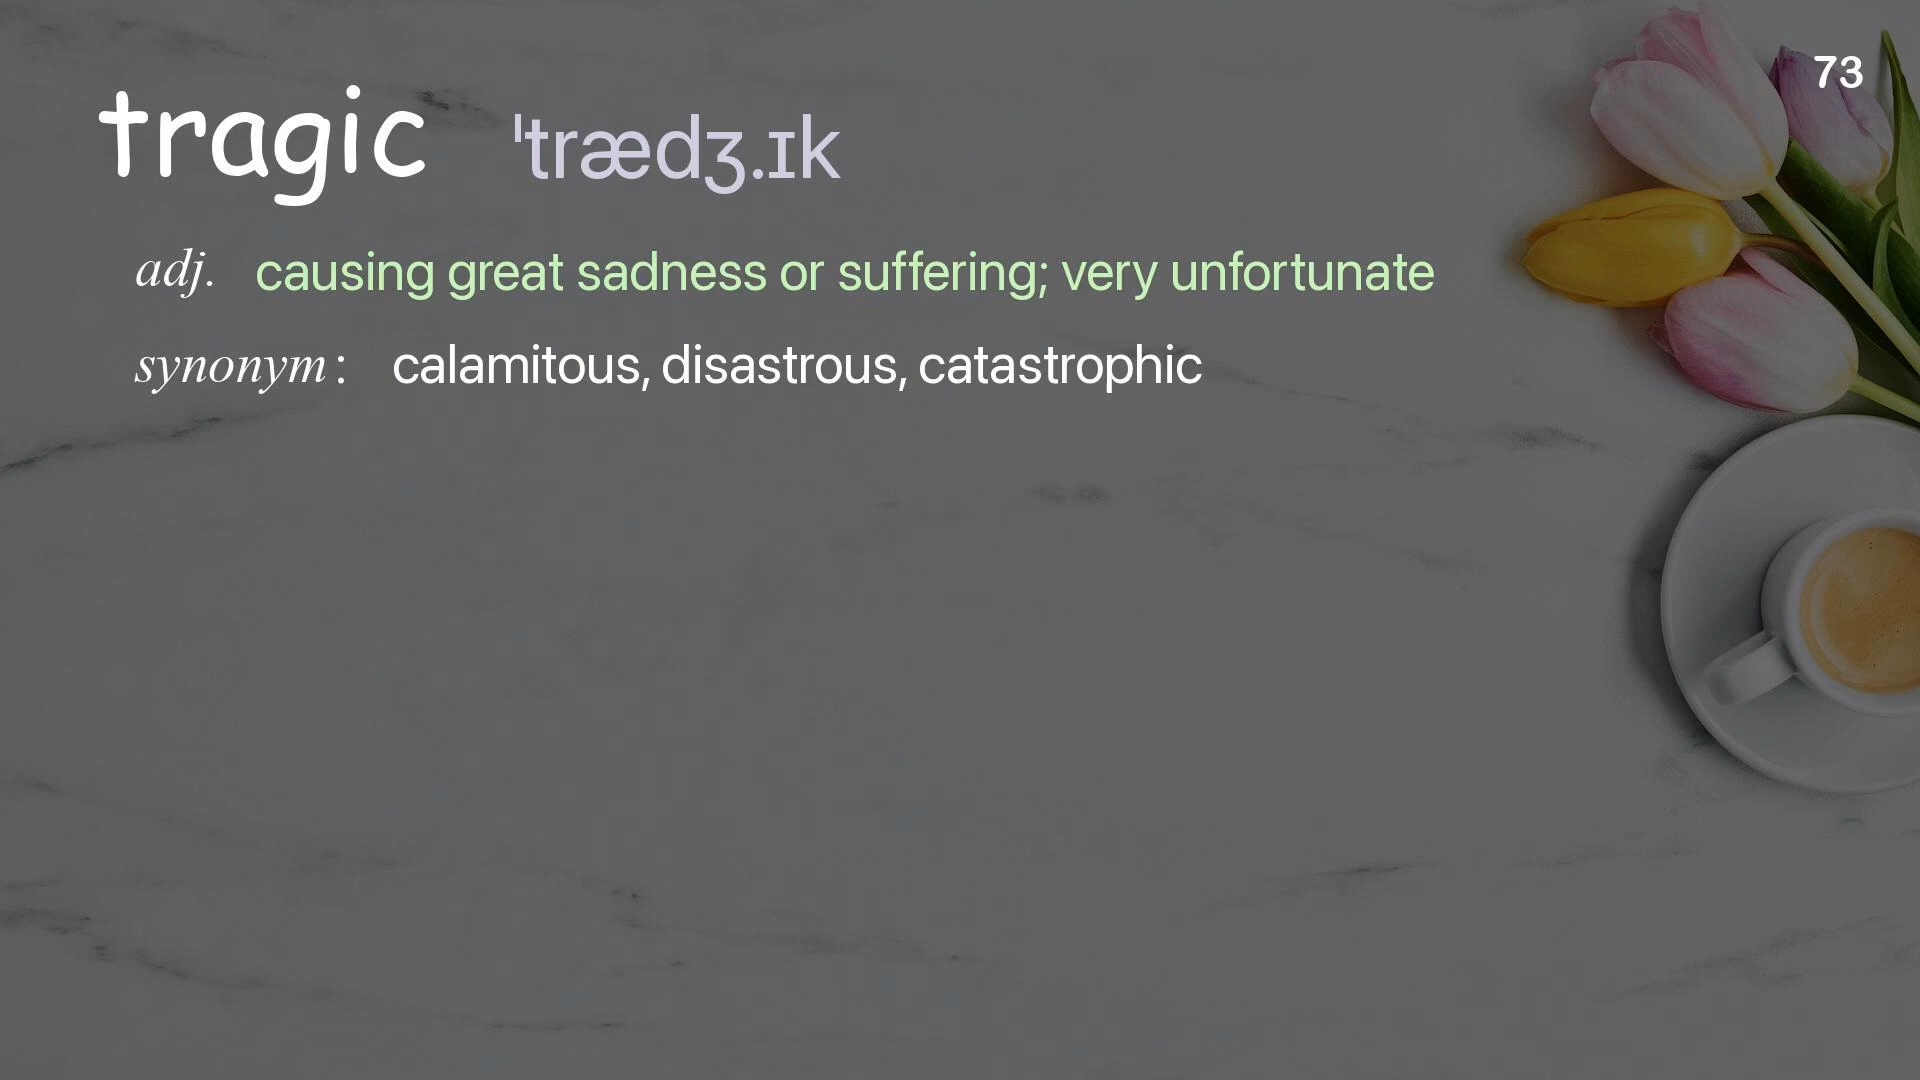 73
tragic ˈtrædʒ.ɪk
adj. causing great sadness or suffering; very unfortunate
synonym: calamitous, disastrous, catastrophic